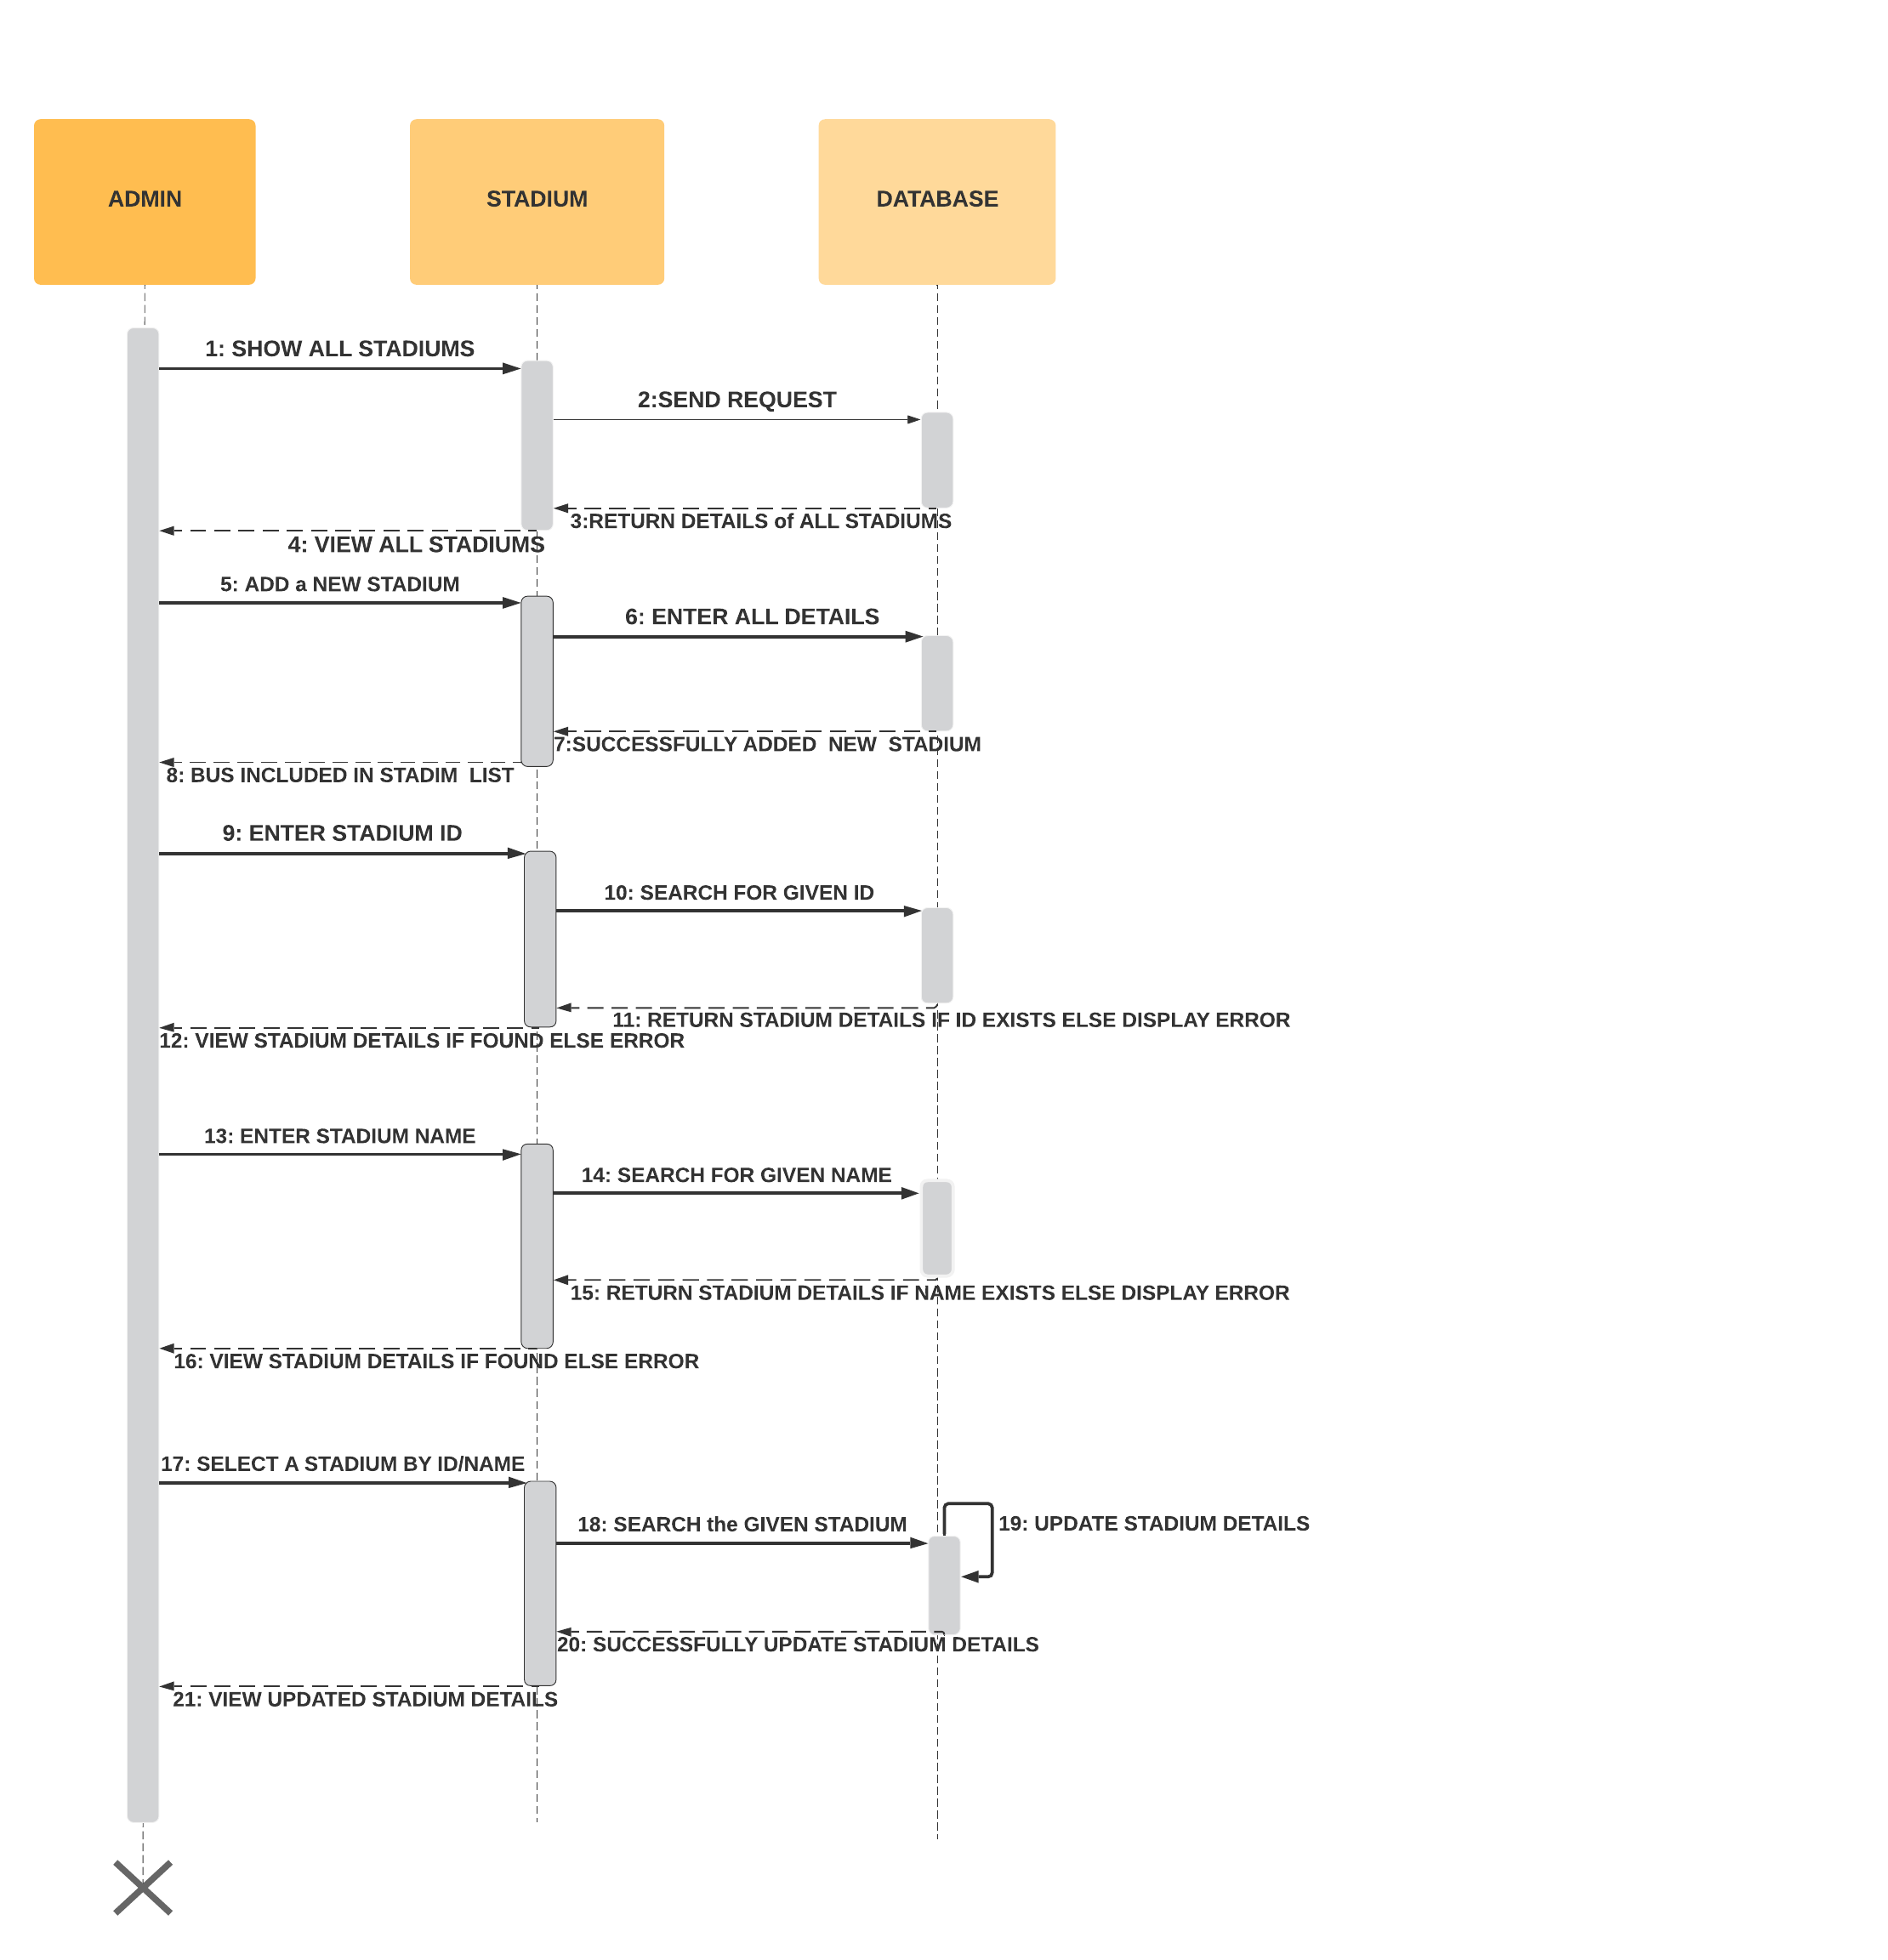 ADMIN
STADIUM
DATABASE
1: SHOW ALL STADIUMS
2:SEND REQUEST
3:RETURN DETAILS of ALL STADIUMS
4: VIEW ALL STADIUMS
5: ADD a NEW STADIUM
6: ENTER ALL DETAILS
7:SUCCESSFULLY ADDED  NEW  STADIUM
8: BUS INCLUDED IN STADIM  LIST
9: ENTER STADIUM ID
10: SEARCH FOR GIVEN ID
11: RETURN STADIUM DETAILS IF ID EXISTS ELSE DISPLAY ERROR
12: VIEW STADIUM DETAILS IF FOUND ELSE ERROR
13: ENTER STADIUM NAME
14: SEARCH FOR GIVEN NAME
15: RETURN STADIUM DETAILS IF NAME EXISTS ELSE DISPLAY ERROR
16: VIEW STADIUM DETAILS IF FOUND ELSE ERROR
17: SELECT A STADIUM BY ID/NAME
18: SEARCH the GIVEN STADIUM
19: UPDATE STADIUM DETAILS
20: SUCCESSFULLY UPDATE STADIUM DETAILS
21: VIEW UPDATED STADIUM DETAILS